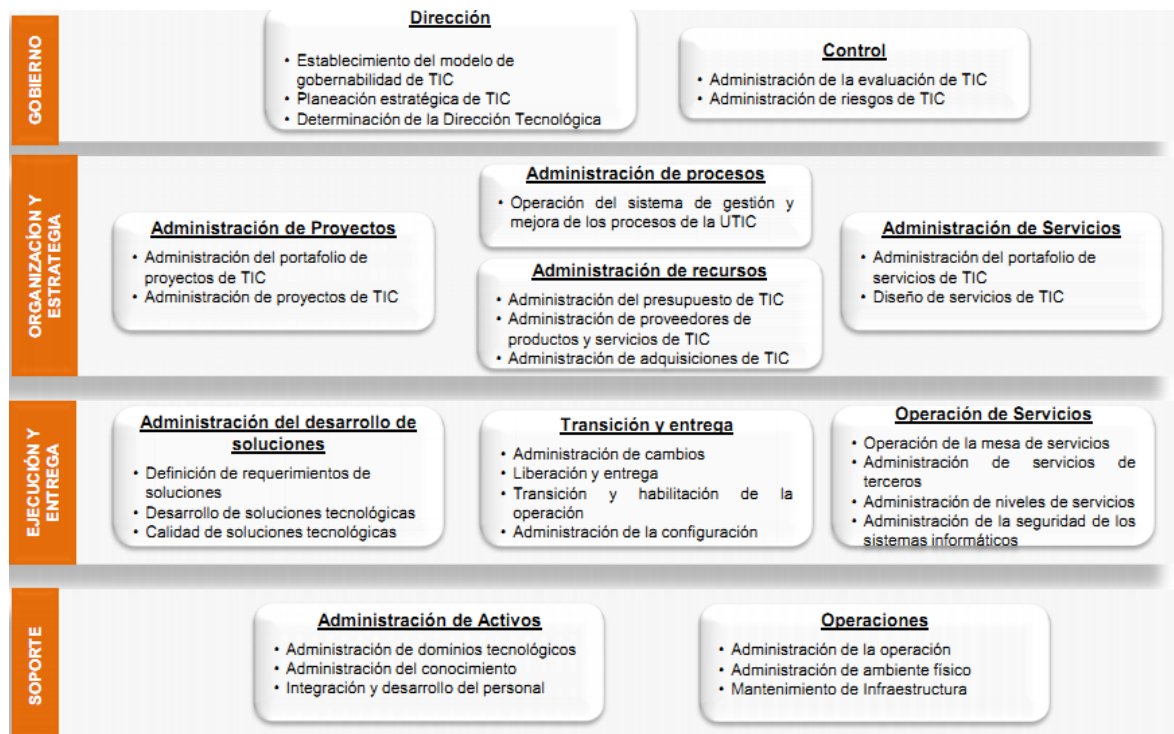 GOBIERNO
Dirección
• Establecimiento del modelo de
gobernabilidad de TIC
• Planeación estratégica de TIC
• Determinación de la Dirección Tecnológica
Control
• Administración de la evaluación de TIC
• Administración de riesgos de TIC
ORGANIZACÍON Y
ESTRATEGIA
Administración de Proyectos
• Administración del portafolio de
proyectos de TIC
• Administración de proyectos de TIC
Administración de procesos
• Operación del sistema de gestión y
mejora de los procesos de la UTIC
Administración de recursos
• Administración del presupuesto de TIC
• Administración de proveedores de
productos y servicios de TIC
• Administración de adquisiciones de TIC
Administración de Servicios
• Administración del portafolio de
servicios de TIC
• Diseño de servicios de TIC
EJECUCIÓN Y
ENTREGA
Administración del desarrollo de
soluciones
• Definición de requerimientos de
soluciones
• Desarrollo de soluciones tecnológicas
• Calidad de soluciones tecnológicas
Transición y entrega
• Administración de cambios
• Liberación y entrega
• Transición y habilitación de la
operación
• Administración de la configuración
Operación de Servicios
• Operación de la mesa de servicios
• Administración de servicios de
terceros
• Administración de niveles de servicios
• Administración de la seguridad de los
sistemas informáticos
SOPORTE
Administración de Activos
• Administración de dominios tecnológicos
• Administración del conocimiento
• Integración y desarrollo del personal
Operaciones
• Administración de la operación
• Administración de ambiente físico
• Mantenimiento de Infraestructura